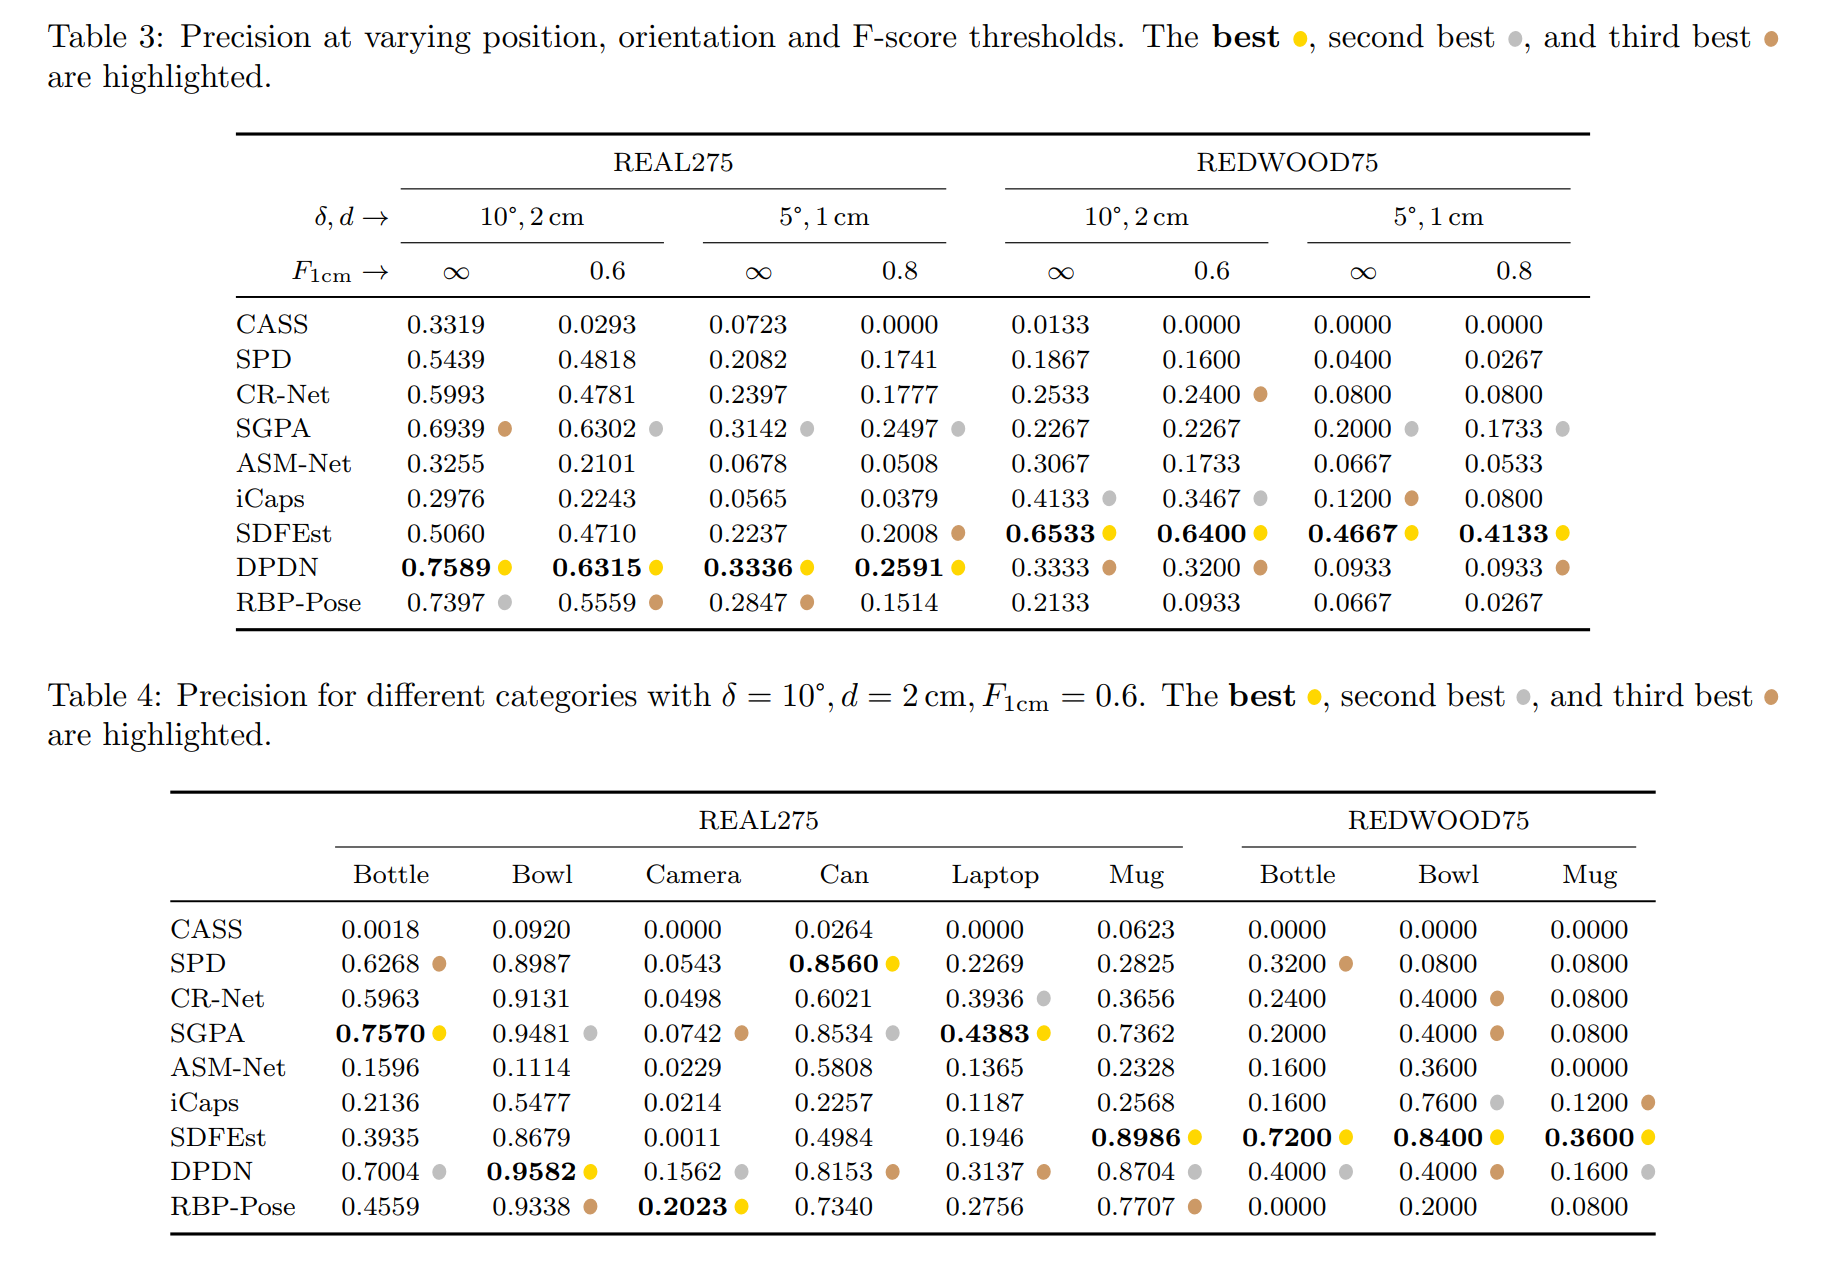 Table 3: Precision at varying position, orientation and F-score thresholds. The best , second best , and third best
are highlighted.
REAL275 REDWOOD75
δ, d → 10°, 2 cm 5°, 1 cm 10°, 2 cm 5°, 1 cm
F1cm → ∞ 0.6 ∞ 0.8 ∞ 0.6 ∞ 0.8
CASS 0.3319 0.0293 0.0723 0.0000 0.0133 0.0000 0.0000 0.0000
SPD 0.5439 0.4818 0.2082 0.1741 0.1867 0.1600 0.0400 0.0267
CR-Net 0.5993 0.4781 0.2397 0.1777 0.2533 0.2400 0.0800 0.0800
SGPA 0.6939 0.6302 0.3142 0.2497 0.2267 0.2267 0.2000 0.1733
ASM-Net 0.3255 0.2101 0.0678 0.0508 0.3067 0.1733 0.0667 0.0533
iCaps 0.2976 0.2243 0.0565 0.0379 0.4133 0.3467 0.1200 0.0800
SDFEst 0.5060 0.4710 0.2237 0.2008 0.6533 0.6400 0.4667 0.4133
DPDN 0.7589 0.6315 0.3336 0.2591 0.3333 0.3200 0.0933 0.0933
RBP-Pose 0.7397 0.5559 0.2847 0.1514 0.2133 0.0933 0.0667 0.0267
Table 4: Precision for different categories with δ = 10°, d = 2 cm, F1cm = 0.6. The best , second best , and third best
are highlighted.
REAL275 REDWOOD75
Bottle Bowl Camera Can Laptop Mug Bottle Bowl Mug
CASS 0.0018 0.0920 0.0000 0.0264 0.0000 0.0623 0.0000 0.0000 0.0000
SPD 0.6268 0.8987 0.0543 0.8560 0.2269 0.2825 0.3200 0.0800 0.0800
CR-Net 0.5963 0.9131 0.0498 0.6021 0.3936 0.3656 0.2400 0.4000 0.0800
SGPA 0.7570 0.9481 0.0742 0.8534 0.4383 0.7362 0.2000 0.4000 0.0800
ASM-Net 0.1596 0.1114 0.0229 0.5808 0.1365 0.2328 0.1600 0.3600 0.0000
iCaps 0.2136 0.5477 0.0214 0.2257 0.1187 0.2568 0.1600 0.7600 0.1200
SDFEst 0.3935 0.8679 0.0011 0.4984 0.1946 0.8986 0.7200 0.8400 0.3600
DPDN 0.7004 0.9582 0.1562 0.8153 0.3137 0.8704 0.4000 0.4000 0.1600
RBP-Pose 0.4559 0.9338 0.2023 0.7340 0.2756 0.7707 0.0000 0.2000 0.0800